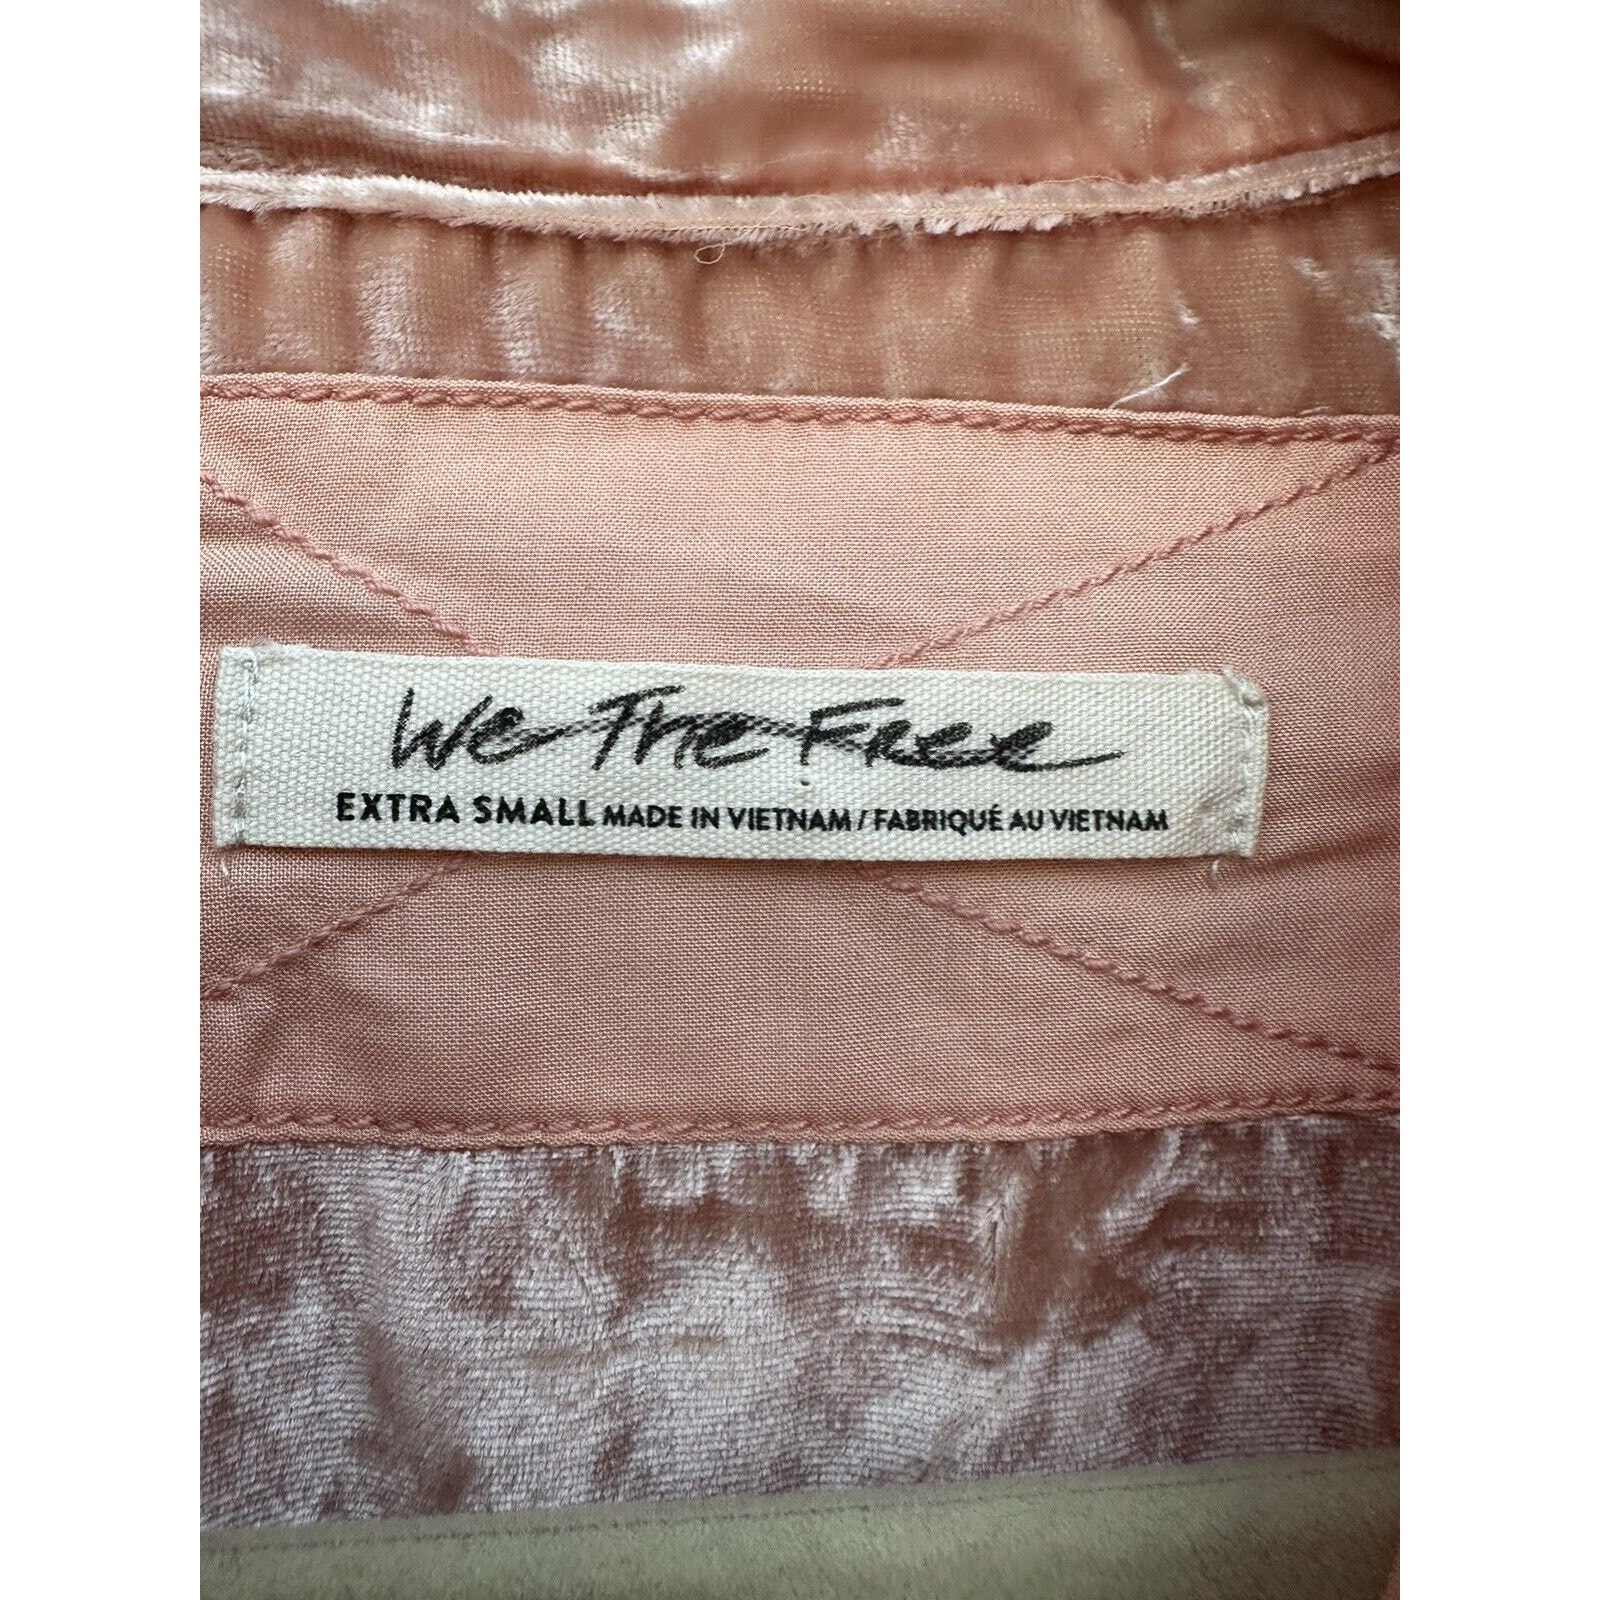 We The Free
EXTRA SMALL MADE IN VIETNAM / FABRIQUÉ AU VIETNAM